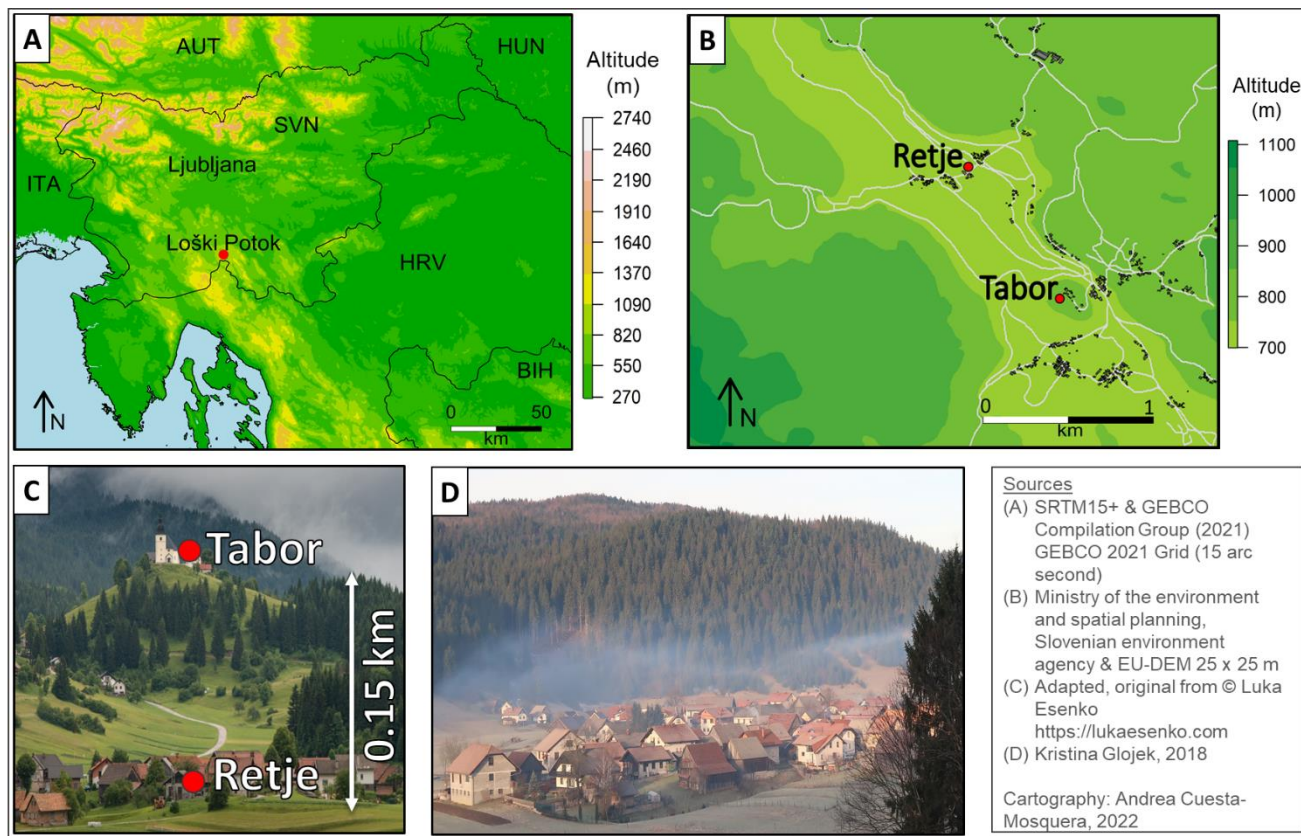 A
AUT
HUN
SVN
Ljubljana
ITA
Loški Potok
HRV
BIH
N
0 50
km
Altitude
(m)
2740
2460
2190
1910
1640
1370
1090
820
550
270
B
Retje
Tabor
N
0 1
km
Altitude
(m)
1100
1000
900
800
700
C
Tabor
0.15 km
Retje
D
Sources
(A) SRTM15+ & GEBCO
Compilation Group (2021)
GEBCO 2021 Grid (15 arc
second)
(B) Ministry of the environment
and spatial planning,
Slovenian environment
agency & EU-DEM 25 x 25 m
(C) Adapted, original from © Luka
Esenko
https://lukaesenko.com
(D) Kristina Glojek, 2018
Cartography: Andrea Cuesta-
Mosquera, 2022